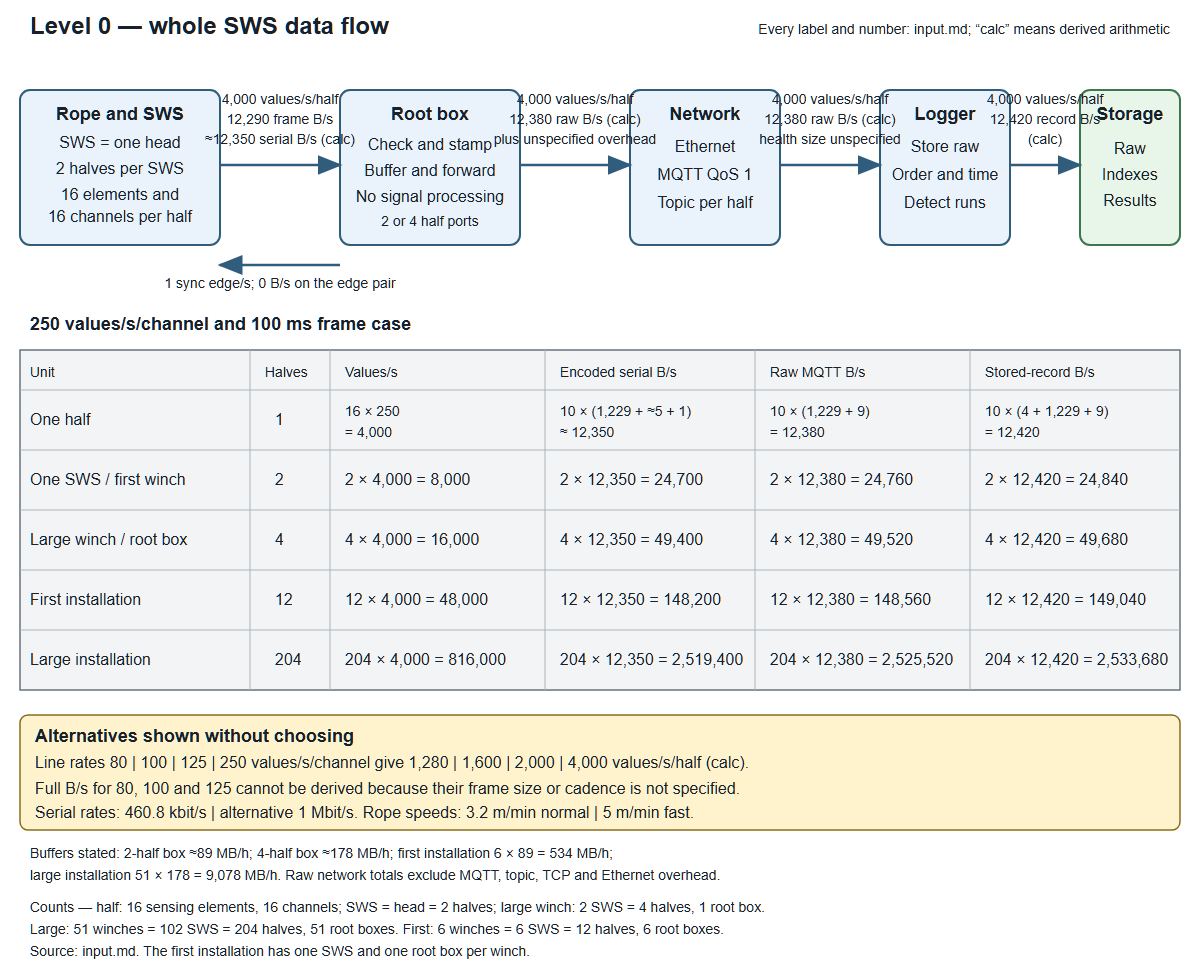 Level 0 — whole SWS data flow
Every label and number: input.md; “calc” means derived arithmetic
Rope and SWS
SWS = one head
2 halves per SWS
16 elements and
16 channels per half
4,000 values/s/half
12,290 frame B/s
≈12,350 serial B/s (calc)
Root box
Check and stamp
Buffer and forward
No signal processing
2 or 4 half ports
4,000 values/s/half
12,380 raw B/s (calc)
plus unspecified overhead
Network
Ethernet
MQTT QoS 1
Topic per half
4,000 values/s/half
12,380 raw B/s (calc)
health size unspecified
Logger
Store raw
Order and time
Detect runs
4,000 values/s/half
12,420 record B/s
(calc)
Storage
Raw
Indexes
Results
1 sync edge/s; 0 B/s on the edge pair
250 values/s/channel and 100 ms frame case
Unit Halves Values/s Encoded serial B/s Raw MQTT B/s Stored-record B/s
One half 1 16 × 250 = 4,000 10 × (1,229 + ≈5 + 1) ≈ 12,350 10 × (1,229 + 9) = 12,380 10 × (4 + 1,229 + 9) = 12,420
One SWS / first winch 2 2 × 4,000 = 8,000 2 × 12,350 = 24,700 2 × 12,380 = 24,760 2 × 12,420 = 24,840
Large winch / root box 4 4 × 4,000 = 16,000 4 × 12,350 = 49,400 4 × 12,380 = 49,520 4 × 12,420 = 49,680
First installation 12 12 × 4,000 = 48,000 12 × 12,350 = 148,200 12 × 12,380 = 148,560 12 × 12,420 = 149,040
Large installation 204 204 × 4,000 = 816,000 204 × 12,350 = 2,519,400 204 × 12,380 = 2,525,520 204 × 12,420 = 2,533,680
Alternatives shown without choosing
Line rates 80 | 100 | 125 | 250 values/s/channel give 1,280 | 1,600 | 2,000 | 4,000 values/s/half (calc).
Full B/s for 80, 100 and 125 cannot be derived because their frame size or cadence is not specified.
Serial rates: 460.8 kbit/s | alternative 1 Mbit/s. Rope speeds: 3.2 m/min normal | 5 m/min fast.
Buffers stated: 2-half box ≈89 MB/h; 4-half box ≈178 MB/h; first installation 6 × 89 = 534 MB/h;
large installation 51 × 178 = 9,078 MB/h. Raw network totals exclude MQTT, topic, TCP and Ethernet overhead.
Counts — half: 16 sensing elements, 16 channels; SWS = head = 2 halves; large winch: 2 SWS = 4 halves, 1 root box.
Large: 51 winches = 102 SWS = 204 halves, 51 root boxes. First: 6 winches = 6 SWS = 12 halves, 6 root boxes.
Source: input.md. The first installation has one SWS and one root box per winch.